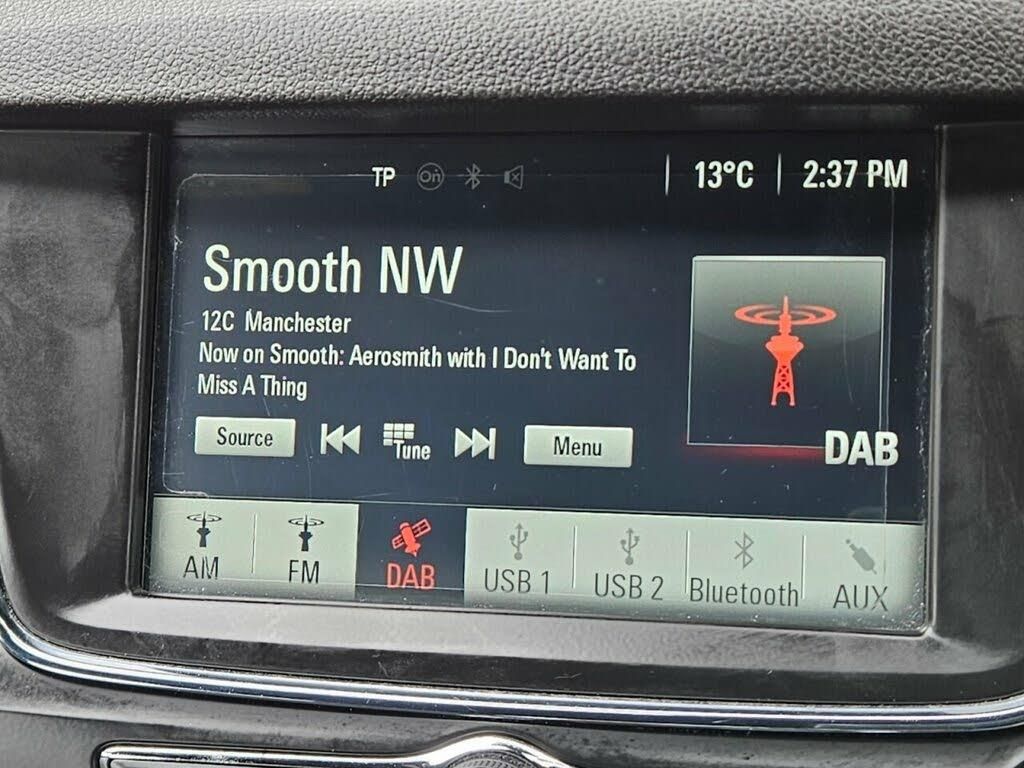 TP On 13°C 2:37 PM
Smooth NW
12C Manchester
Now on Smooth: Aerosmith with I Don't Want To
Miss A Thing
Source Tune Menu
DAB
AM FM DAB USB 1 USB 2 Bluetooth AUX